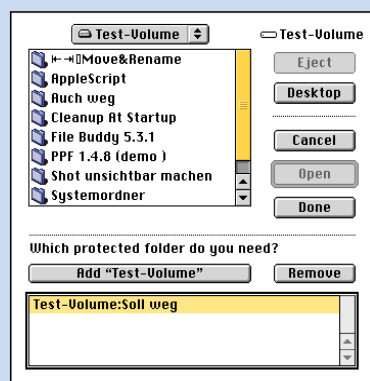 Test-Volume
Test-Volume
⇤⇥▯Move&Rename
AppleScript
Auch weg
Cleanup At Startup
File Buddy 5.3.1
PPF 1.4.8 (demo )
Shot unsichtbar machen
Systemordner
Eject
Desktop
Cancel
Open
Done
Which protected folder do you need?
Add “Test-Volume”
Remove
Test-Volume:Soll weg